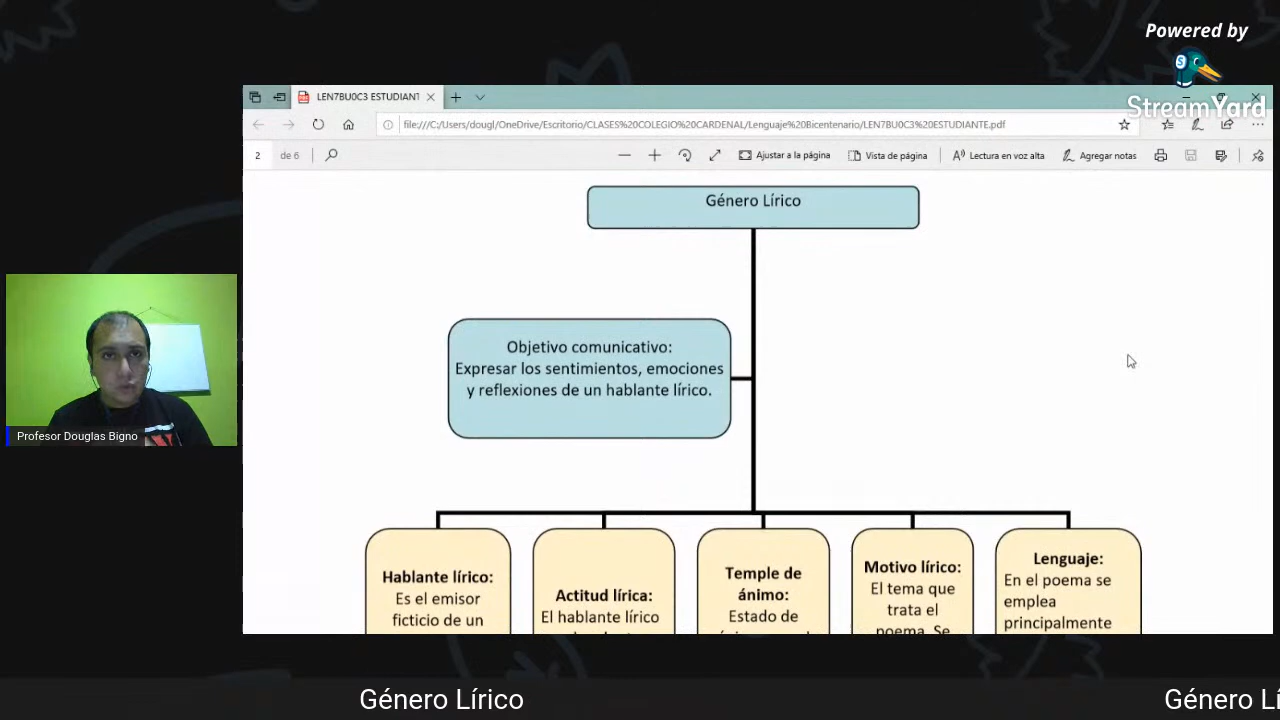 Powered by
StreamYard
LEN7BU0C3 ESTUDIANT
file:///C:/Users/dougl/OneDrive/Escritorio/CLASES%20COLEGIO%20CARDENAL/Lenguaje%20Bicentenario/LEN7BU0C3%20ESTUDIANTE.pdf
2 de 6
Ajustar a la página
Vista de página
Lectura en voz alta
Agregar notas
Género Lírico
Objetivo comunicativo:
Expresar los sentimientos, emociones
y reflexiones de un hablante lírico.
Hablante lírico:
Es el emisor
ficticio de un
Actitud lírica:
El hablante lírico
Temple de
ánimo:
Estado de
Motivo lírico:
El tema que
trata el
poema. Se
Lenguaje:
En el poema se
emplea
principalmente
Profesor Douglas Bigno
Género Lírico
Género Lí